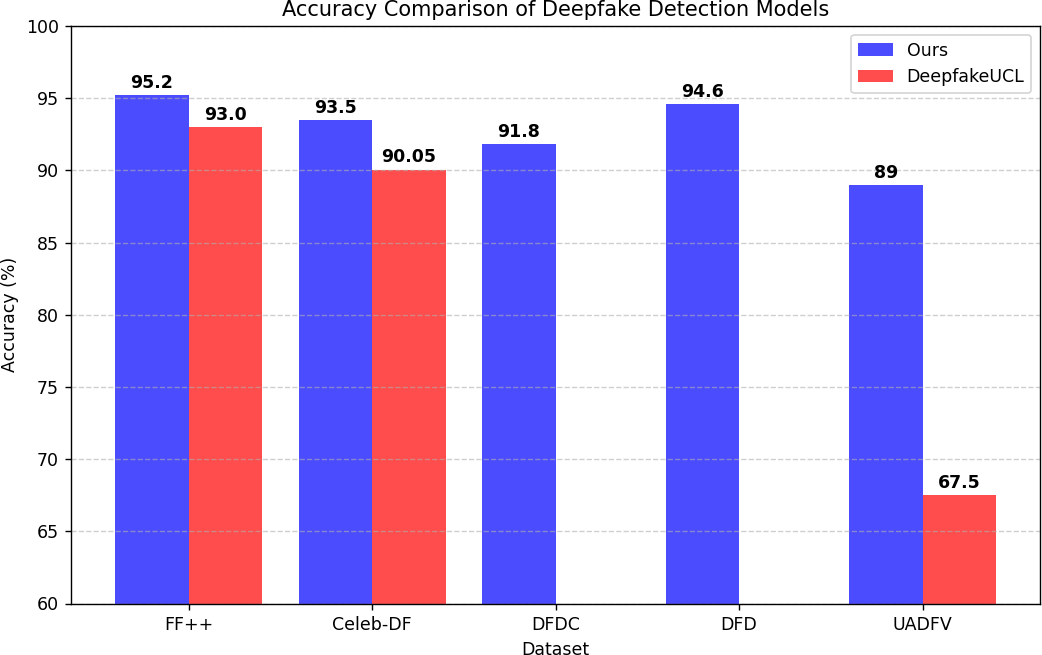 Accuracy Comparison of Deepfake Detection Models
Ours
DeepfakeUCL
Accuracy (%)
100
95
90
85
80
75
70
65
60
95.2
93.0
93.5
90.05
91.8
94.6
89
67.5
FF++
Celeb-DF
DFDC
DFD
UADFV
Dataset